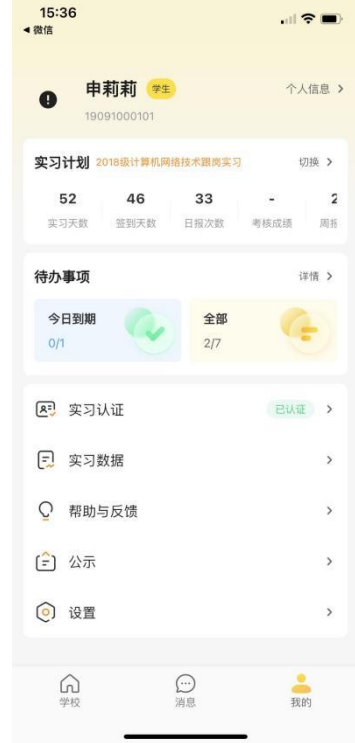 15:36
◀ 微信
申莉莉 学生 个人信息
19091000101
实习计划 2018级计算机网络技术跟岗实习 切换
52 46 33 - 2
实习天数 签到天数 日报次数 考核成绩 周报
待办事项 详情
今日到期 全部
0/1 2/7
实习认证 已认证
实习数据
帮助与反馈
公示
设置
学校 消息 我的